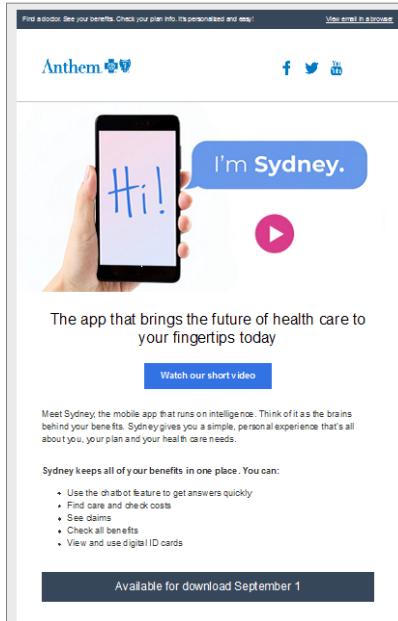 Find a doctor. See your benefits. Check your plan info. It's personalized and easy!
View email in a browser
Anthem
You
Tube
Hi!
I'm Sydney.
The app that brings the future of health care to
your fingertips today
Watch our short video
Meet Sydney, the mobile app that runs on intelligence. Think of it as the brains
behind your benefits. Sydney gives you a simple, personal experience that's all
about you, your plan and your health care needs.
Sydney keeps all of your benefits in one place. You can:
• Use the chatbot feature to get answers quickly
• Find care and check costs
• See claims
• Check all benefits
• View and use digital ID cards
Available for download September 1